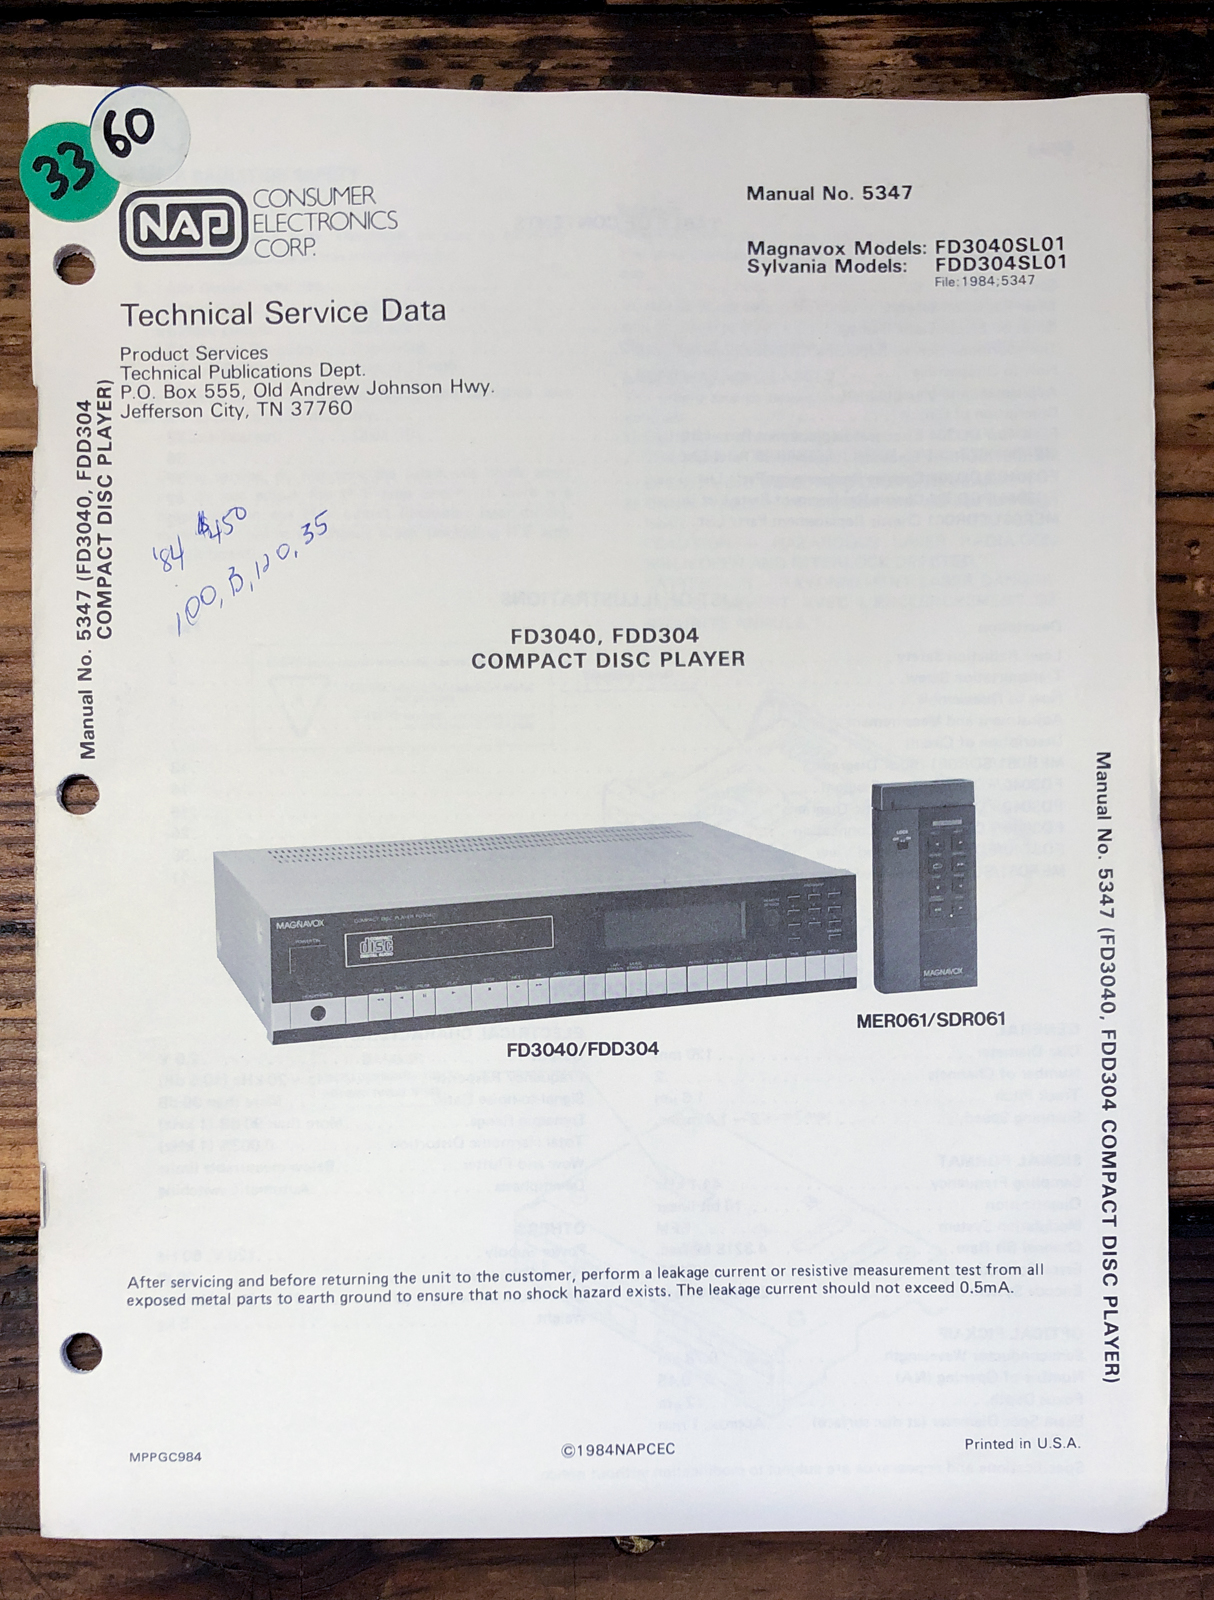 33
60
NAP
CONSUMER
ELECTRONICS
CORP.
Manual No. 5347
Magnavox Models: FD3040SL01
Sylvania Models: FDD304SL01
File:1984;5347
Technical Service Data
Product Services
Technical Publications Dept.
P.O. Box 555, Old Andrew Johnson Hwy.
Jefferson City, TN 37760
Manual No. 5347 (FD3040, FDD304
COMPACT DISC PLAYER)
'84 $450
100, B, 120, 35
FD3040, FDD304
COMPACT DISC PLAYER
MAGNAVOX
COMPACT
disc
DIGITAL AUDIO
MAGNAVOX
MER061/SDR061
FD3040/FDD304
Manual No. 5347 (FD3040, FDD304 COMPACT DISC PLAYER)
After servicing and before returning the unit to the customer, perform a leakage current or resistive measurement test from all
exposed metal parts to earth ground to ensure that no shock hazard exists. The leakage current should not exceed 0.5mA.
MPPGC984
©1984NAPCEC
Printed in U.S.A.